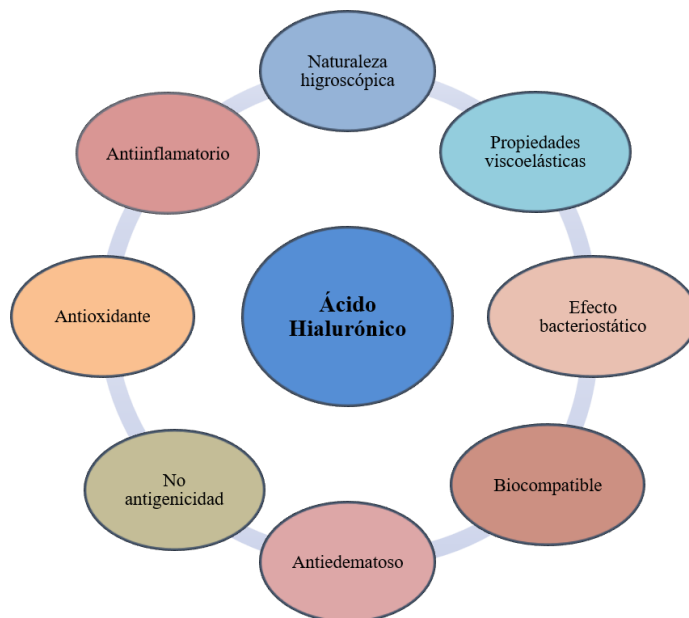 Naturaleza
higroscópica
Propiedades
viscoelásticas
Efecto
bacteriostático
Biocompatible
Antiedematoso
No
antigenicidad
Antioxidante
Antiinflamatorio
Ácido
Hialurónico